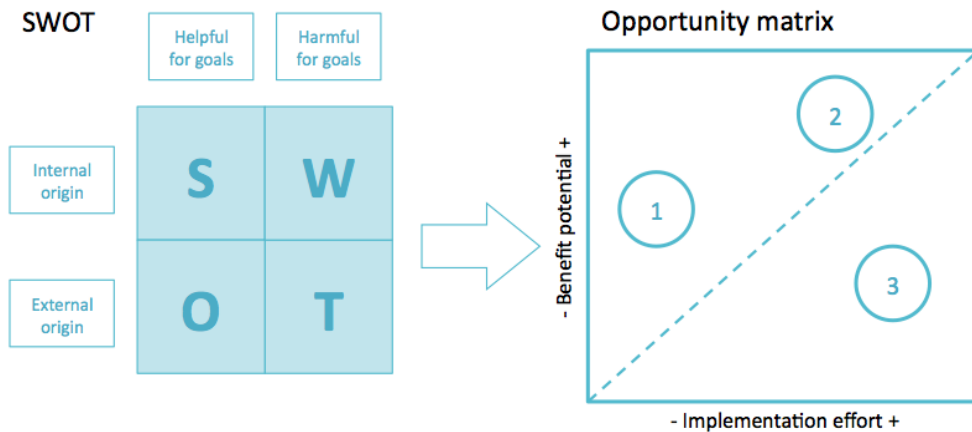 SWOT
Helpful
for goals
Harmful
for goals
Internal
origin
S
W
External
origin
O
T
Opportunity matrix
- Benefit potential +
1
2
3
- Implementation effort +